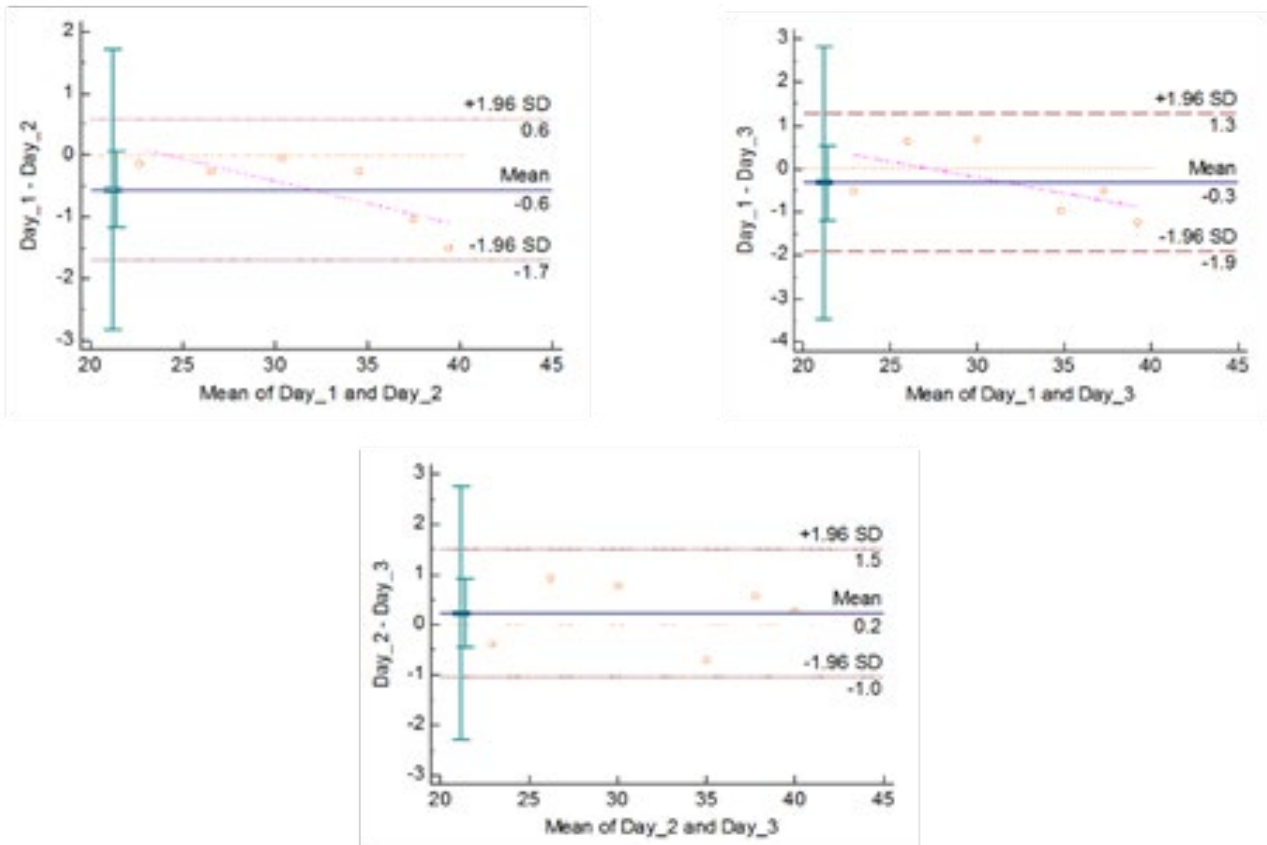 2
1
0
-1
-2
-3
Day_1 - Day_2
+1.96 SD
0.6
Mean
-0.6
-1.96 SD
-1.7
20 25 30 35 40 45
Mean of Day_1 and Day_2
3
2
1
0
-1
-2
-3
-4
Day_1 - Day_3
+1.96 SD
1.3
Mean
-0.3
-1.96 SD
-1.9
20 25 30 35 40 45
Mean of Day_1 and Day_3
3
2
1
0
-1
-2
-3
Day_2 - Day_3
+1.96 SD
1.5
Mean
0.2
-1.96 SD
-1.0
20 25 30 35 40 45
Mean of Day_2 and Day_3